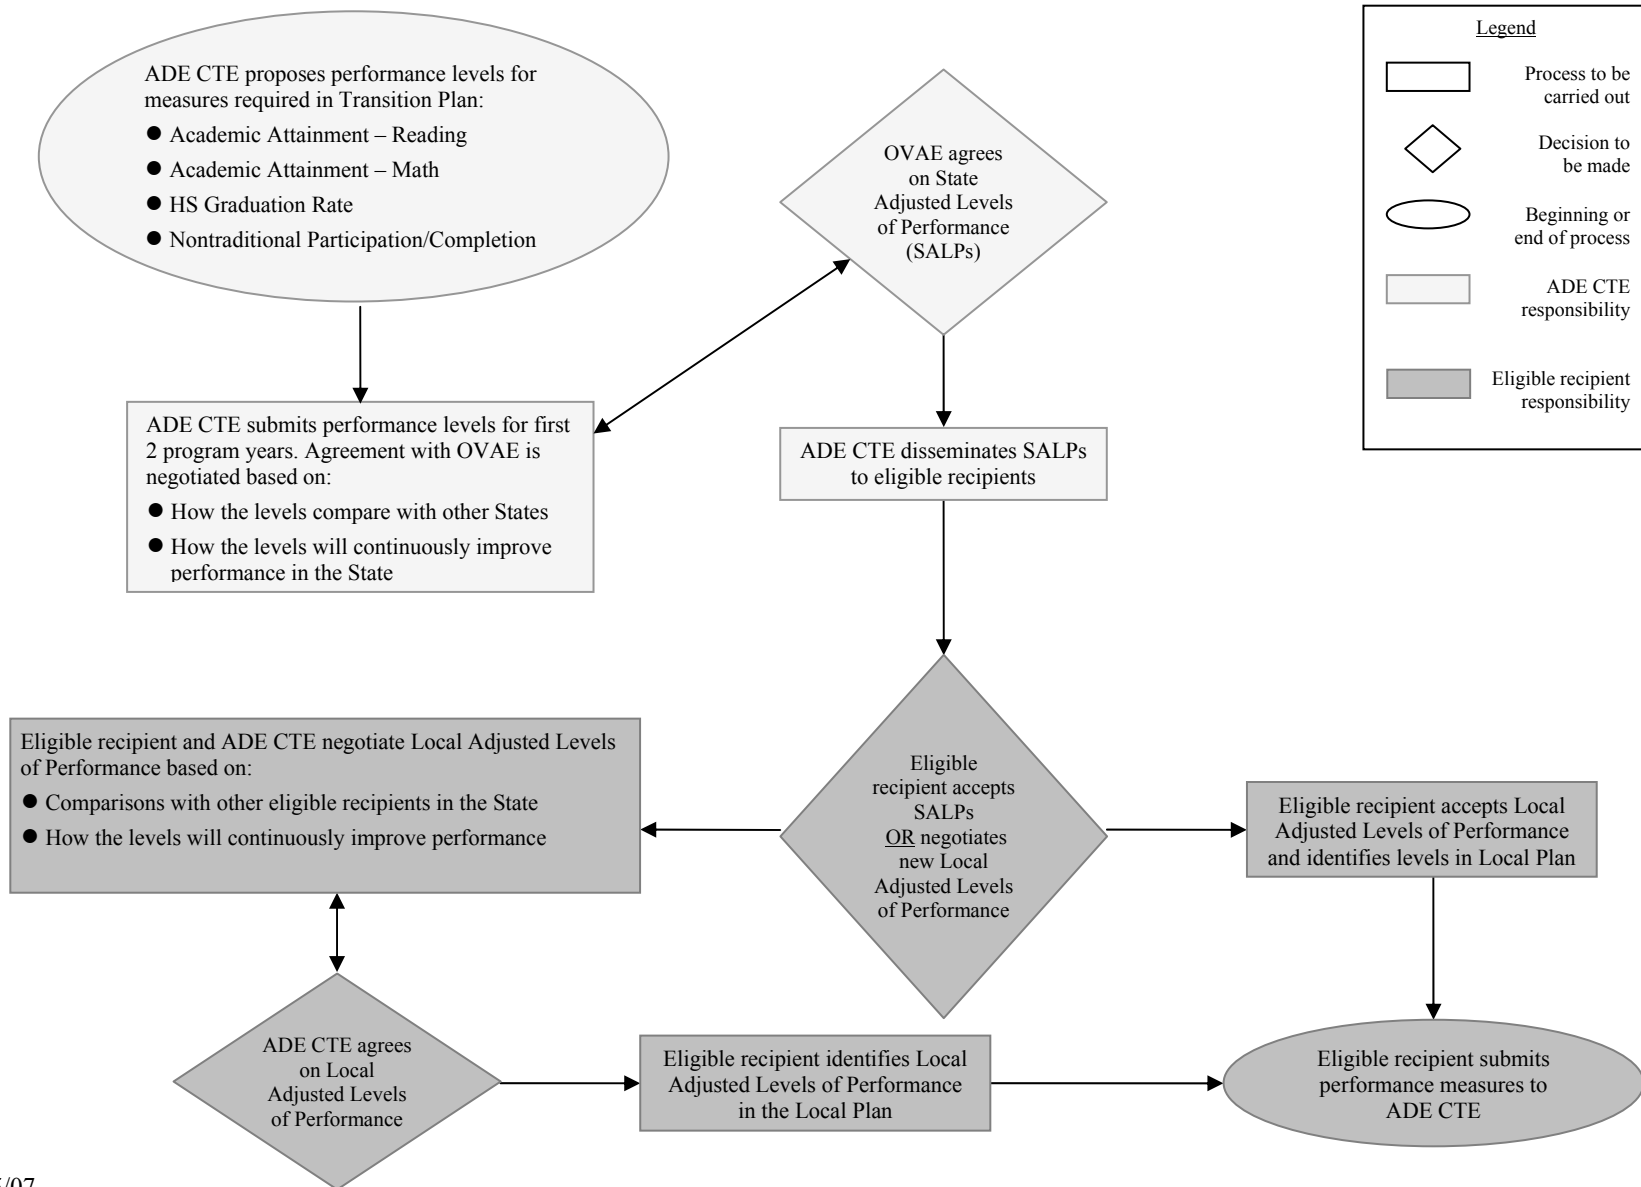 ADE CTE proposes performance levels for
measures required in Transition Plan:
● Academic Attainment – Reading
● Academic Attainment – Math
● HS Graduation Rate
● Nontraditional Participation/Completion
OVAE agrees
on State
Adjusted Levels
of Performance
(SALPs)
Legend
Process to be
carried out
Decision to
be made
Beginning or
end of process
ADE CTE
responsibility
Eligible recipient
responsibility
ADE CTE submits performance levels for first
2 program years. Agreement with OVAE is
negotiated based on:
● How the levels compare with other States
● How the levels will continuously improve
performance in the State
ADE CTE disseminates SALPs
to eligible recipients
Eligible recipient and ADE CTE negotiate Local Adjusted Levels
of Performance based on:
● Comparisons with other eligible recipients in the State
● How the levels will continuously improve performance
Eligible
recipient accepts
SALPs
OR negotiates
new Local
Adjusted Levels
of Performance
Eligible recipient accepts Local
Adjusted Levels of Performance
and identifies levels in Local Plan
ADE CTE agrees
on Local
Adjusted Levels
of Performance
Eligible recipient identifies Local
Adjusted Levels of Performance
in the Local Plan
Eligible recipient submits
performance measures to
ADE CTE
/07